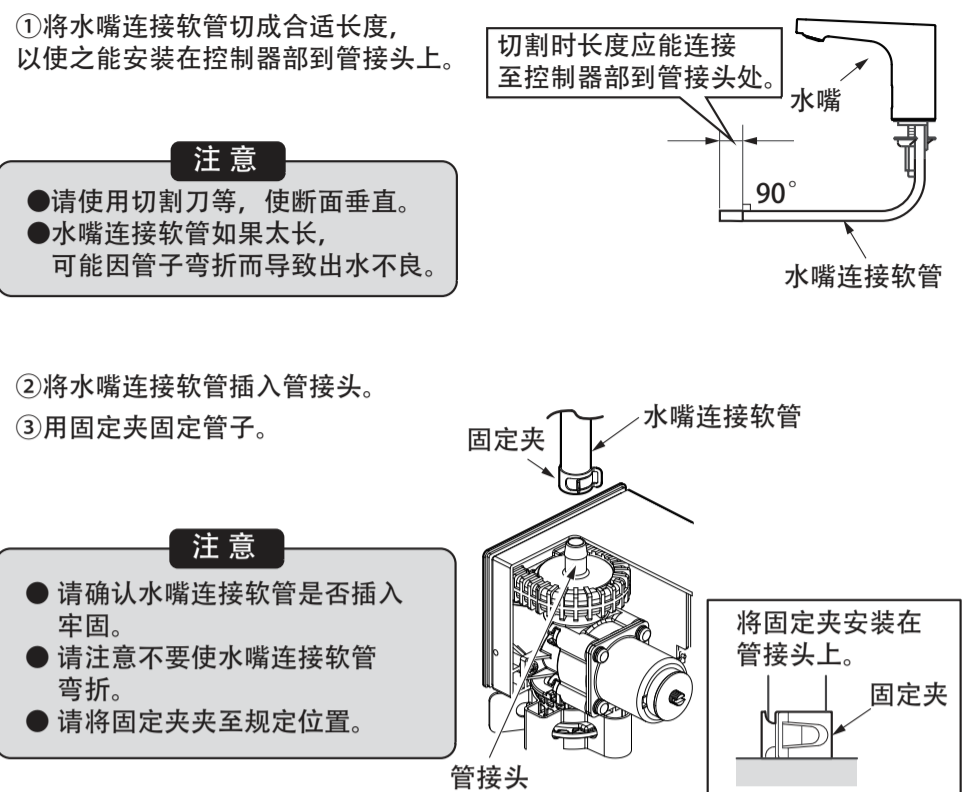 ①将水嘴连接软管切成合适长度,
以使之能安装在控制器部到管接头上。
切割时长度应能连接
至控制器部到管接头处。
水嘴
90°
水嘴连接软管
注意
●请使用切割刀等，使断面垂直。
●水嘴连接软管如果太长,
可能因管子弯折而导致出水不良。
②将水嘴连接软管插入管接头。
③用固定夹固定管子。
水嘴连接软管
固定夹
注意
● 请确认水嘴连接软管是否插入
牢固。
● 请注意不要使水嘴连接软管
弯折。
● 请将固定夹夹至规定位置。
管接头
将固定夹安装在
管接头上。
固定夹